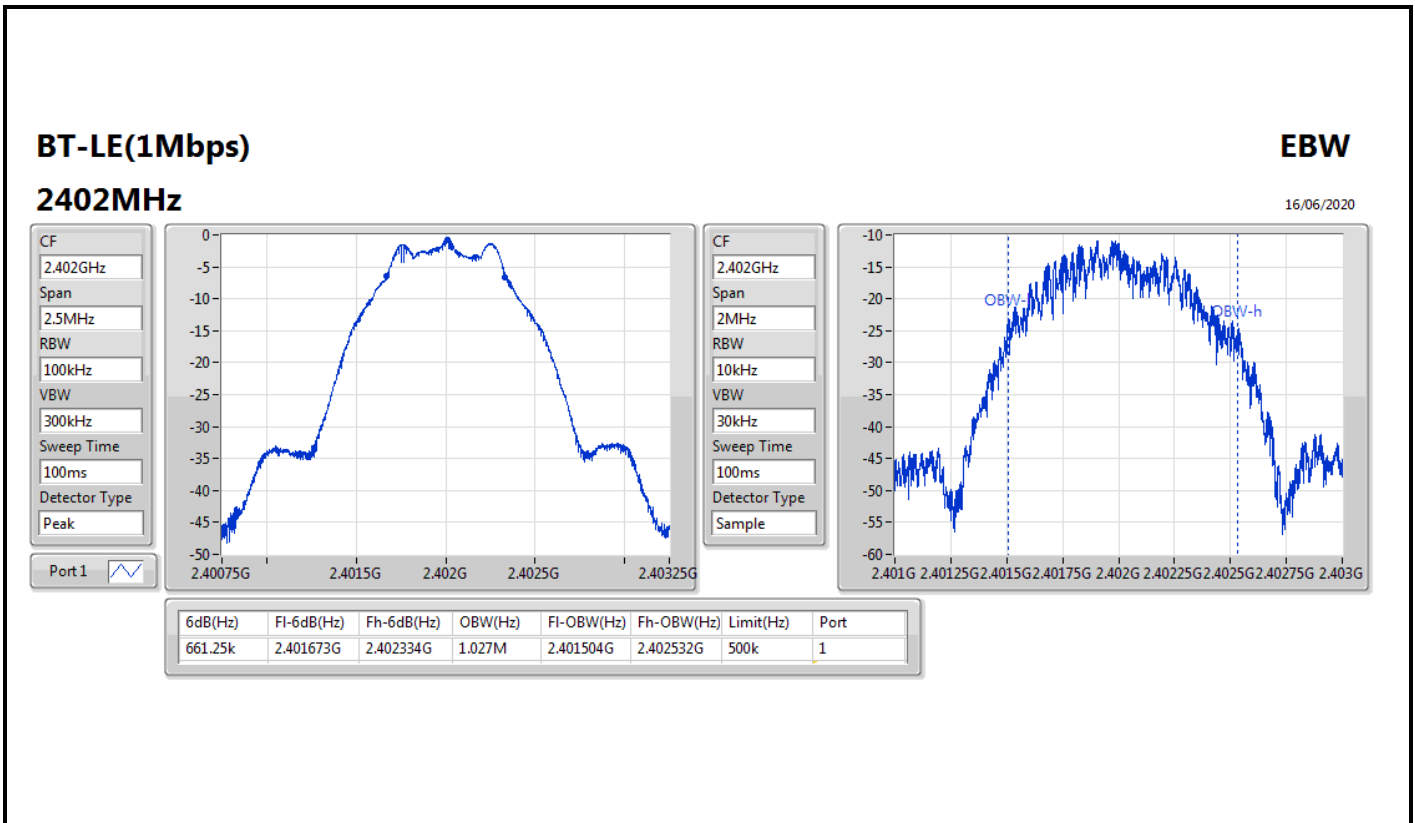 BT-LE(1Mbps)
EBW
2402MHz
16/06/2020
CF
2.402GHz
Span
2.5MHz
RBW
100kHz
VBW
300kHz
Sweep Time
100ms
Detector Type
Peak
Port 1
0
-5
-10
-15
-20
-25
-30
-35
-40
-45
-50
2.40075G 2.4015G 2.402G 2.4025G 2.40325G
CF
2.402GHz
Span
2MHz
RBW
10kHz
VBW
30kHz
Sweep Time
100ms
Detector Type
Sample
-10
-15
-20
-25
-30
-35
-40
-45
-50
-55
-60
OBW-h
2.401G 2.40125G 2.4015G 2.40175G 2.402G 2.40225G 2.4025G 2.40275G 2.403G
6dB(Hz) Fl-6dB(Hz) Fh-6dB(Hz) OBW(Hz) Fl-OBW(Hz) Fh-OBW(Hz) Limit(Hz) Port
661.25k 2.401673G 2.402334G 1.027M 2.401504G 2.402532G 500k 1